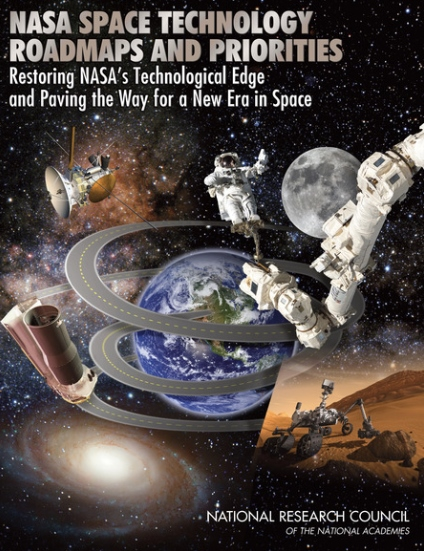 NASA SPACE TECHNOLOGY
ROADMAPS AND PRIORITIES
Restoring NASA's Technological Edge
and Paving the Way for a New Era in Space
NATIONAL RESEARCH COUNCIL
OF THE NATIONAL ACADEMIES